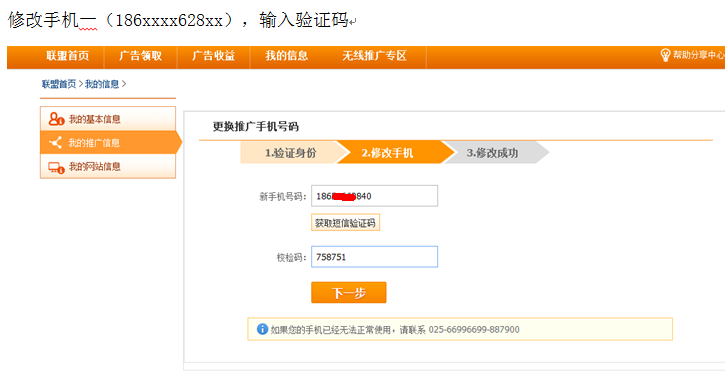 修改手机一（186xxxx628xx），输入验证码
联盟首页 广告领取 广告收益 我的信息 无线推广专区 帮助分享中心
联盟首页 > 我的信息 >
我的基本信息
我的推广信息
我的网站信息
更换推广手机号码
1.验证身份 2.修改手机 3.修改成功
新手机号码： 186 840
获取短信验证码
校检码： 758751
下一步
如果您的手机已经无法正常使用，请联系 025-66996699-887900